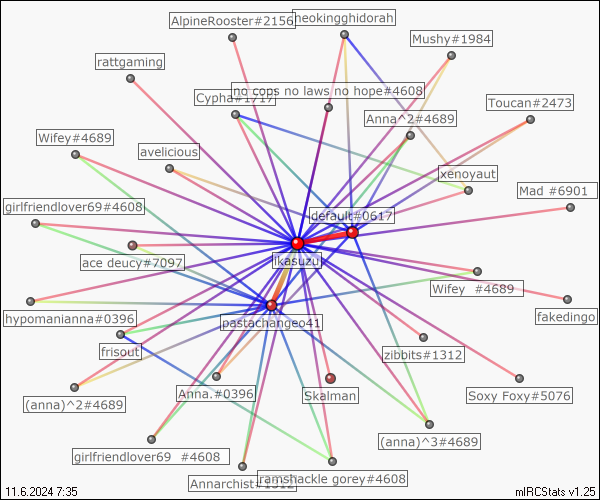 AlpineRooster#2156
neokingghidorah
Mushy#1984
rattgaming
no cops no laws no hope#4608
Cypha#1717
Toucan#2473
Anna^2#4689
Wifey#4689
avelicious
xenoyaut
Mad #6901
girlfriendlover69#4608
default#0617
ace deucy#7097
ikasuzu
Wifey  #4689
hypomanianna#0396
pastachangeo41
fakedingo
frisout
zibbits#1312
(anna)^2#4689
Anna.#0396
Skalman
Soxy Foxy#5076
(anna)^3#4689
girlfriendlover69  #4608
Annarchist#1312
ramshackle gorey#4608
11.6.2024 7:35
mIRCStats v1.25